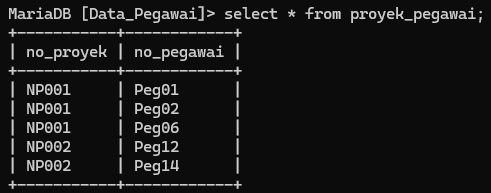 MariaDB [Data_Pegawai]> select * from proyek_pegawai;
+-----------+------------+
| no_proyek | no_pegawai |
+-----------+------------+
| NP001     | Peg01      |
| NP001     | Peg02      |
| NP001     | Peg06      |
| NP002     | Peg12      |
| NP002     | Peg14      |
+-----------+------------+